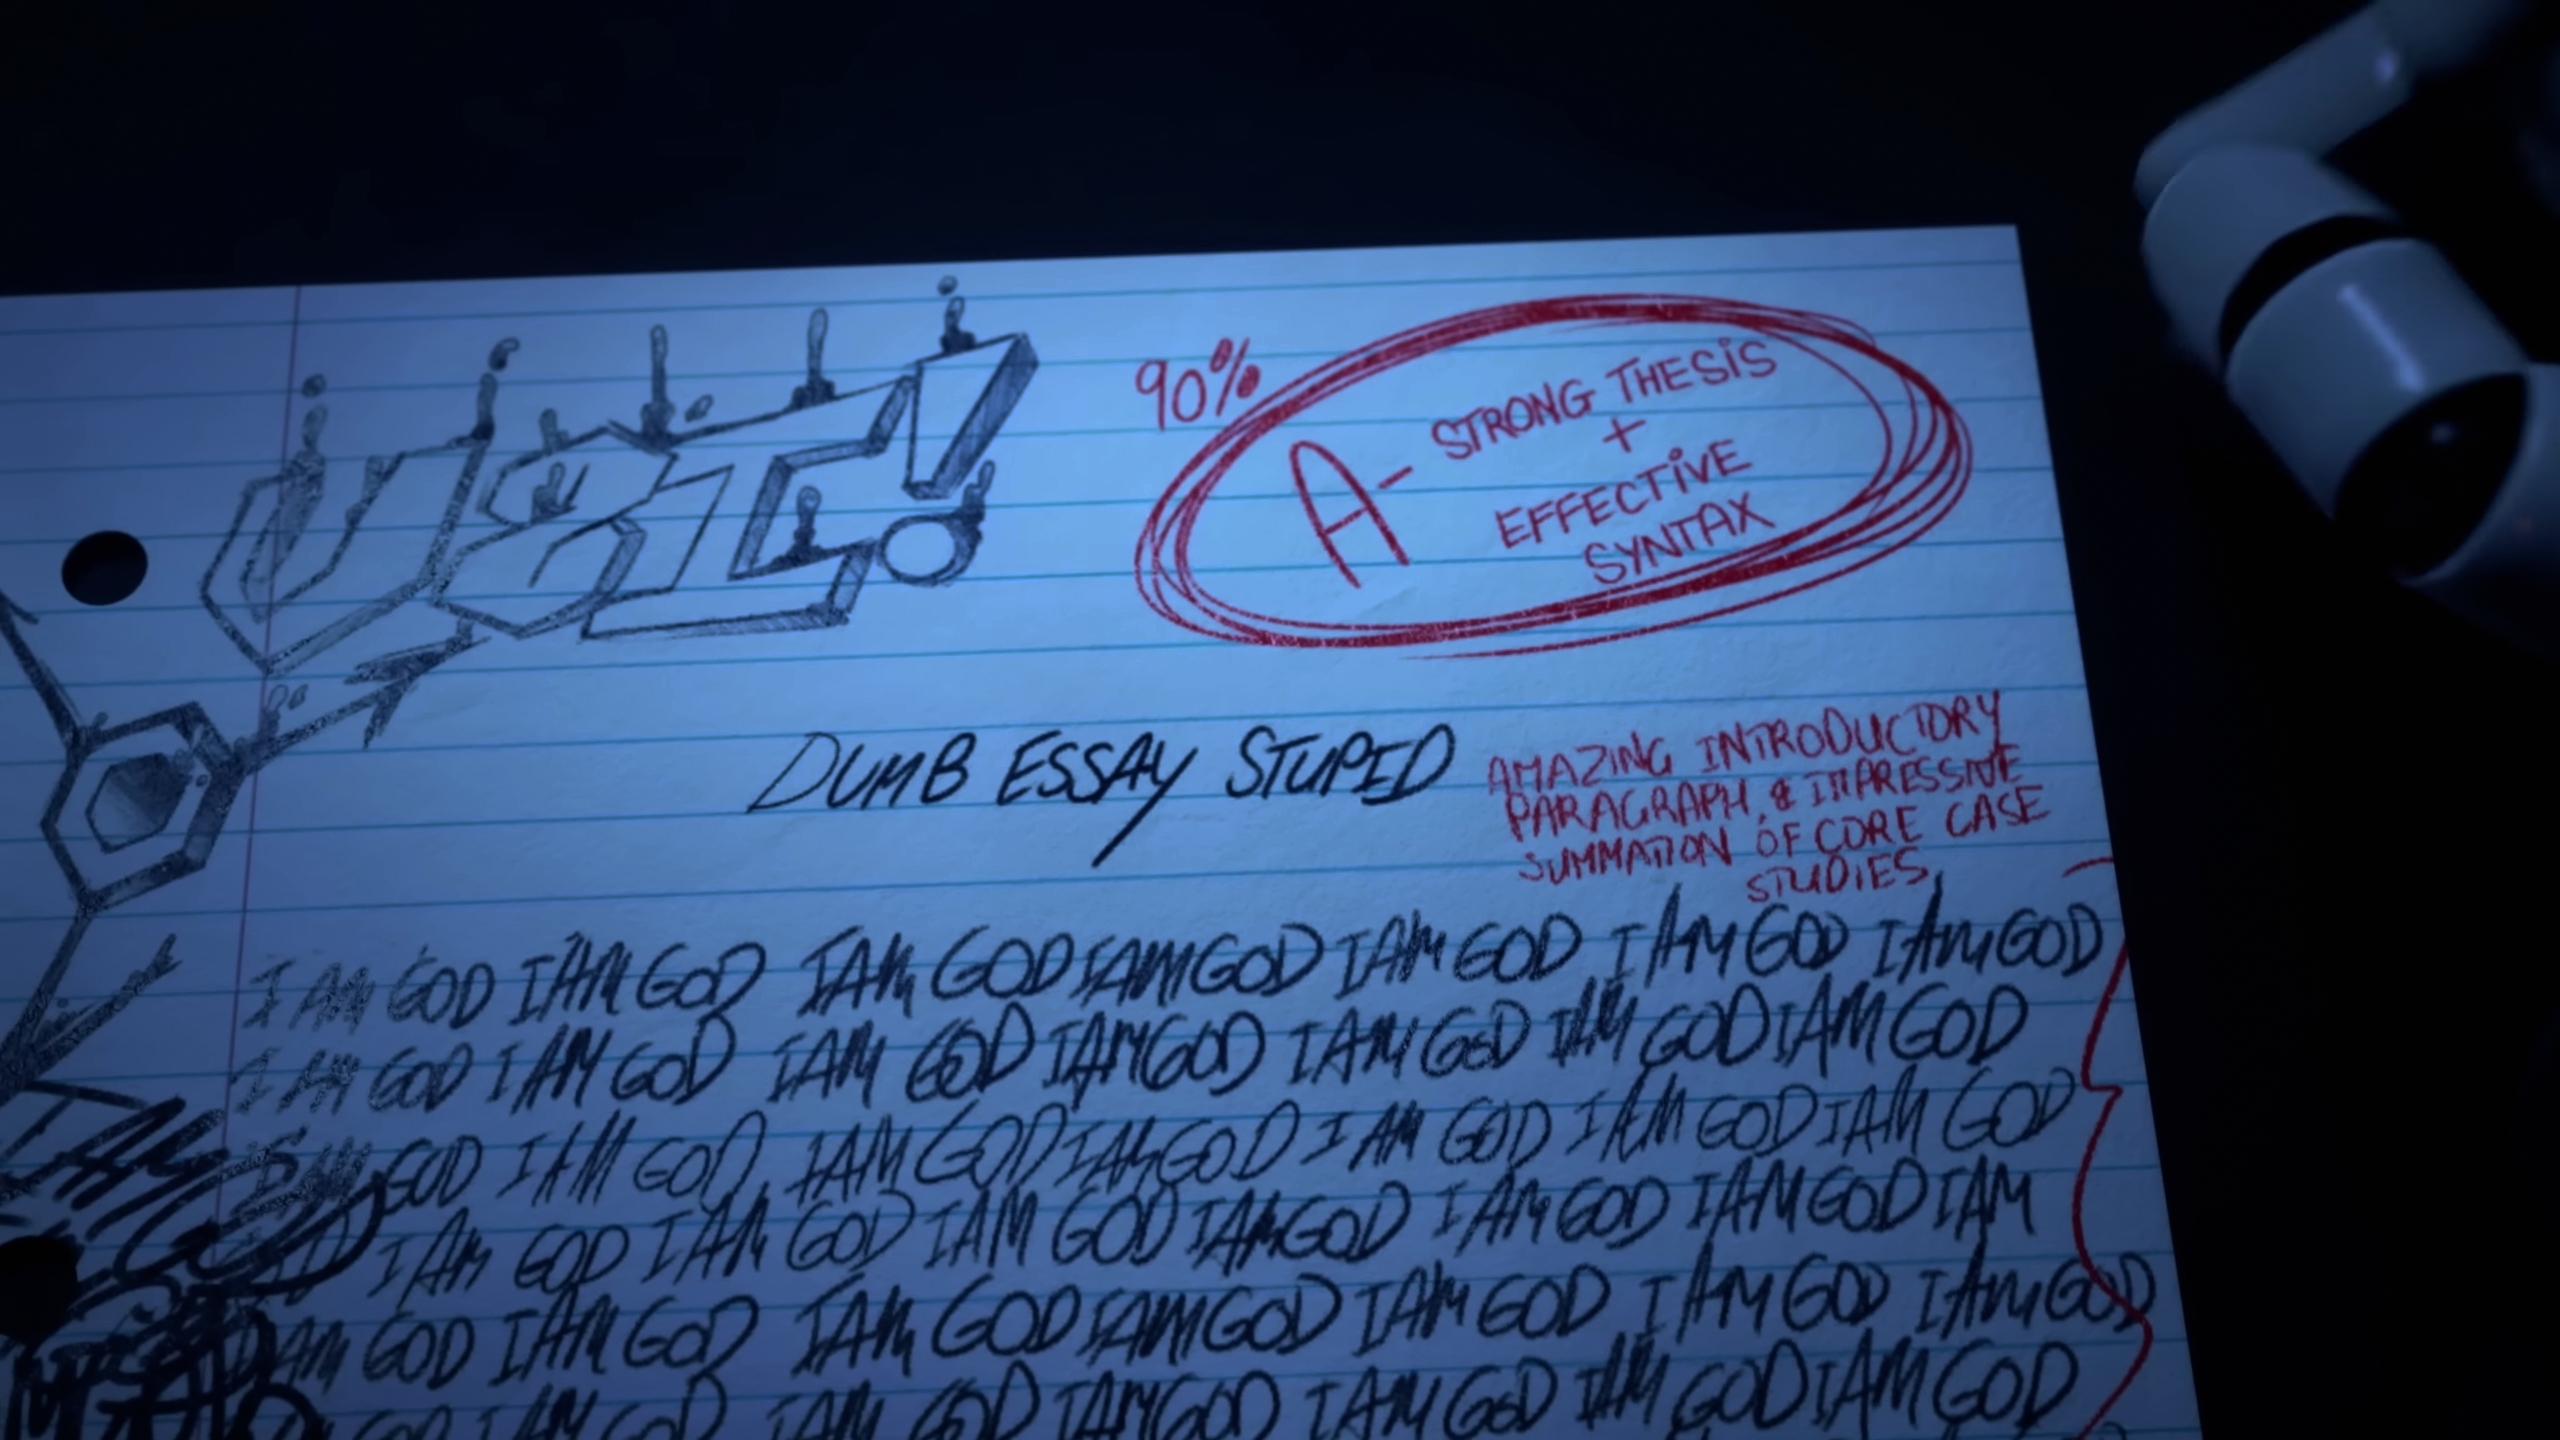 UZI!
90%
A- STRONG THESIS
+
EFFECTIVE
SYNTAX
DUMB ESSAY STUPID
AMAZING INTRODUCTORY
PARAGRAPH, & IMPRESSIVE
SUMMATION OF CORE CASE
STUDIES
I AM GOD I AM GOD I AM GOD I AM GOD I AM GOD I AM GOD I AM GOD
I AM GOD I AM GOD I AM GOD I AM GOD I AM GOD I AM GOD I AM GOD
I AM GOD I AM GOD I AM GOD I AM GOD I AM GOD I AM GOD I AM GOD
GOD I AM GOD I AM GOD I AM GOD I AM GOD I AM GOD I AM GOD I AM
I AM GOD I AM GOD I AM GOD I AM GOD I AM GOD I AM GOD I AM GOD
I AM GOD I AM GOD I AM GOD I AM GOD I AM GOD I AM GOD I AM GOD